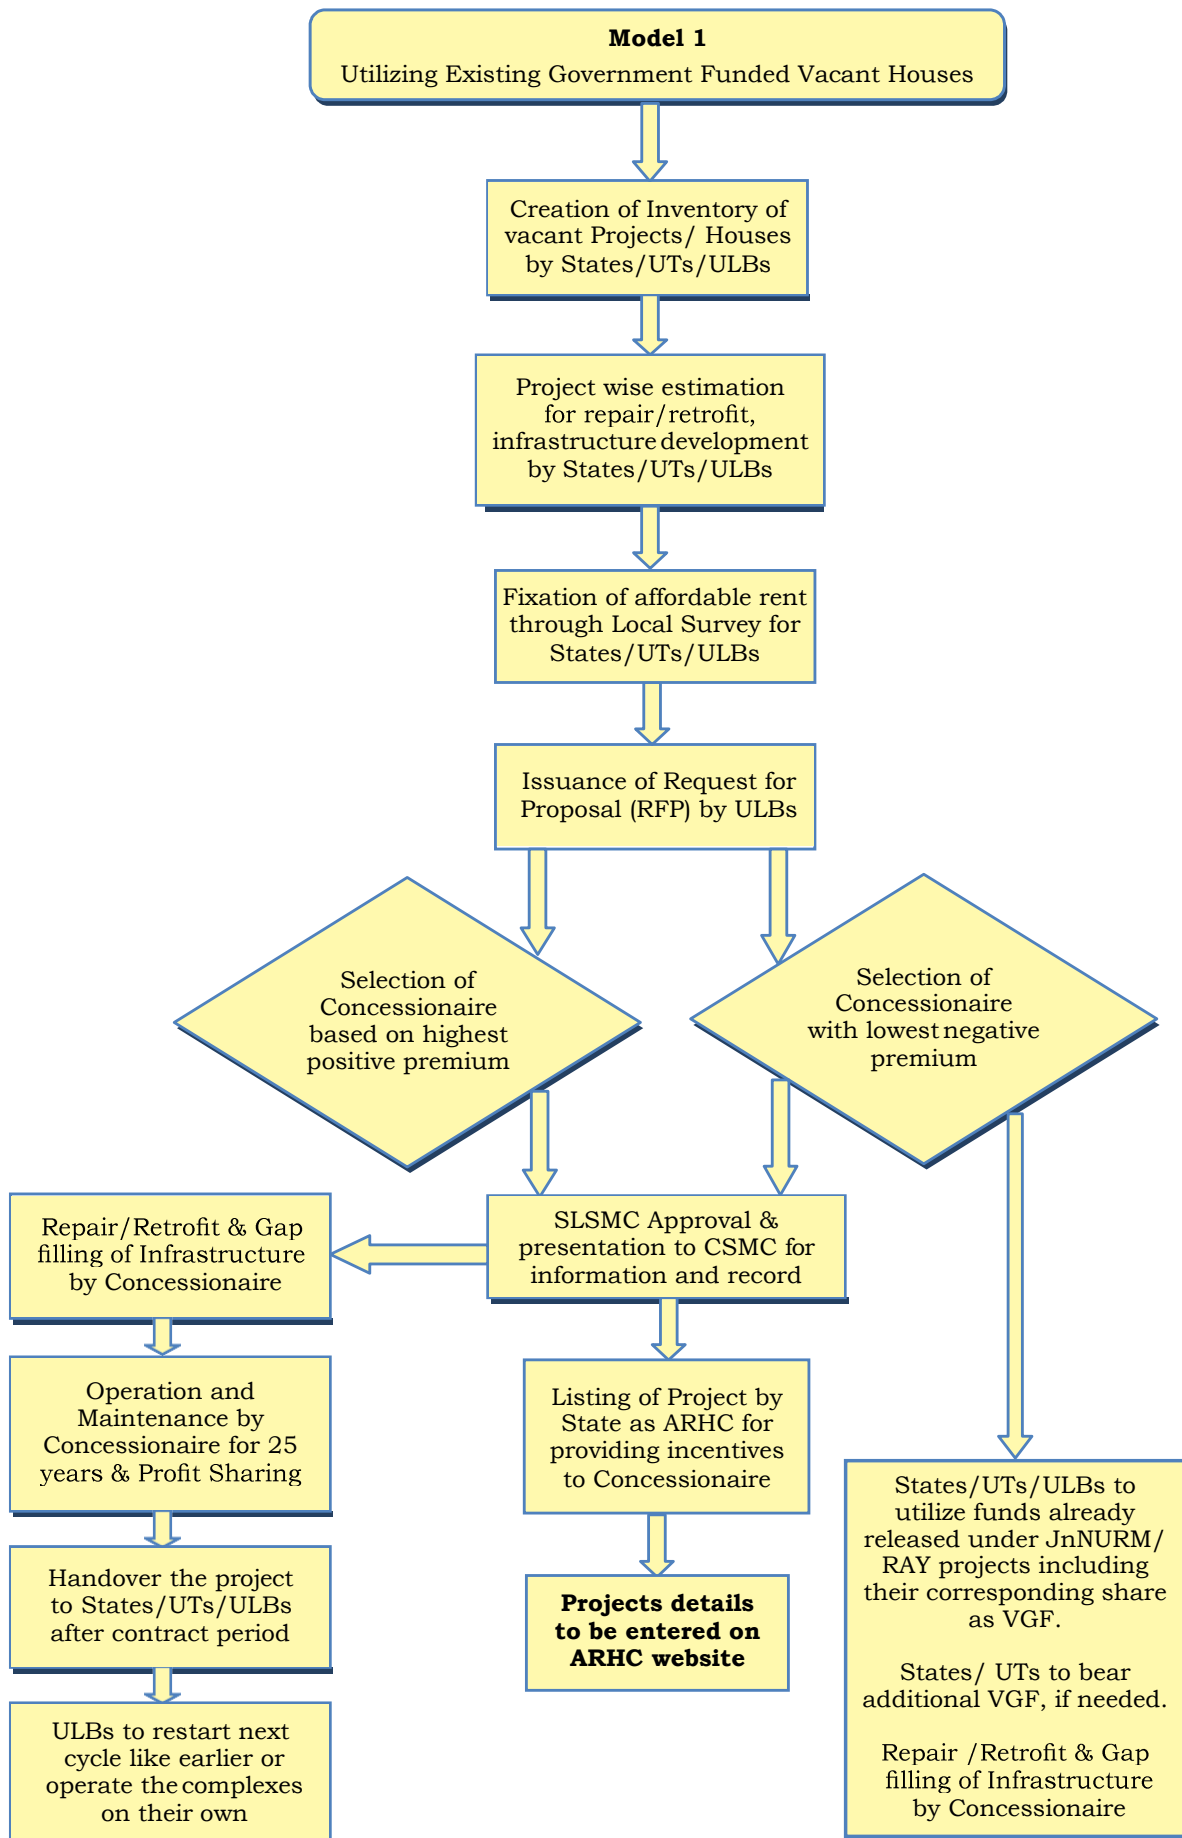 Model 1
Utilizing Existing Government Funded Vacant Houses
Creation of Inventory of
vacant Projects/ Houses
by States/UTs/ULBs
Project wise estimation
for repair/retrofit,
infrastructure development
by States/UTs/ULBs
Fixation of affordable rent
through Local Survey for
States/UTs/ULBs
Issuance of Request for
Proposal (RFP) by ULBs
Selection of
Concessionaire
based on highest
positive premium
Selection of
Concessionaire
with lowest negative
premium
SLSMC Approval &
presentation to CSMC for
information and record
Repair/Retrofit & Gap
filling of Infrastructure
by Concessionaire
Operation and
Maintenance by
Concessionaire for 25
years & Profit Sharing
Handover the project
to States/UTs/ULBs
after contract period
ULBs to restart next
cycle like earlier or
operate the complexes
on their own
Listing of Project by
State as ARHC for
providing incentives
to Concessionaire
Projects details
to be entered on
ARHC website
States/UTs/ULBs to
utilize funds already
released under JnNURM/
RAY projects including
their corresponding share
as VGF.
States/ UTs to bear
additional VGF, if needed.
Repair /Retrofit & Gap
filling of Infrastructure
by Concessionaire